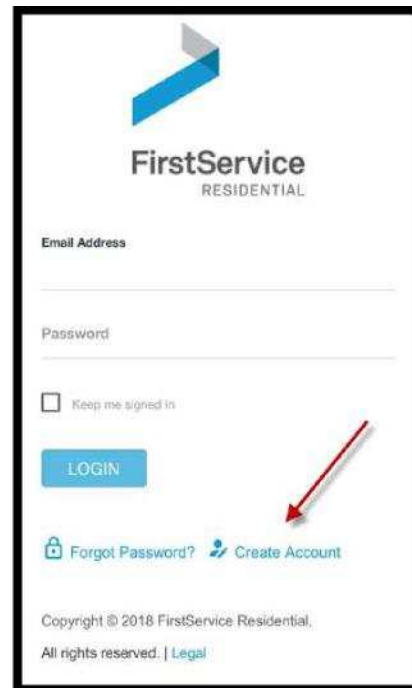 FirstService
RESIDENTIAL
Email Address
Password
Keep me signed in
LOGIN
Forgot Password? Create Account
Copyright © 2018 FirstService Residential,
All rights reserved. | Legal